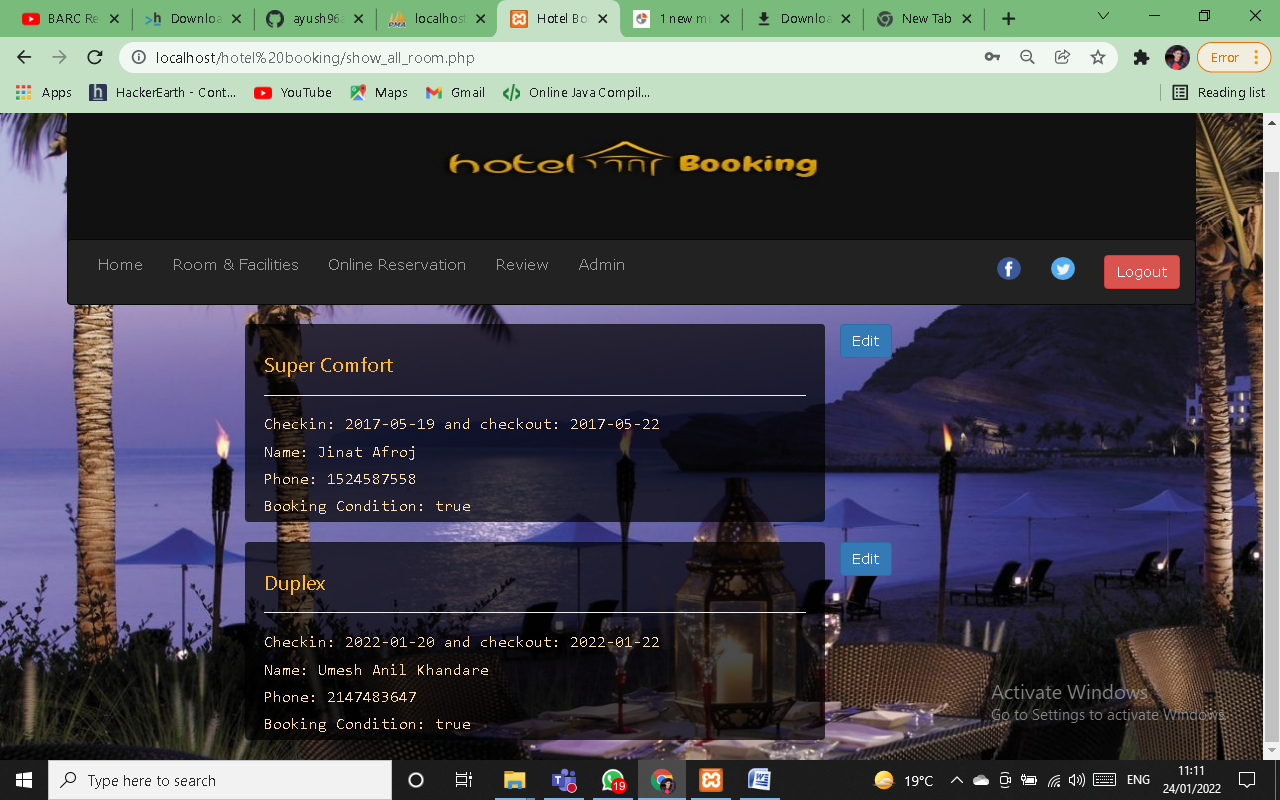 BARC Re
Downloa
ayush96a
localhost
Hotel Bo
1 new m
Downloa
New Tab
localhost/hotel%20booking/show_all_room.php
Error
Apps
HackerEarth - Cont...
YouTube
Maps
Gmail
Online Java Compil...
Reading list
hotel Booking
Home
Room & Facilities
Online Reservation
Review
Admin
Logout
Super Comfort
Edit
Checkin: 2017-05-19 and checkout: 2017-05-22
Name: Jinat Afroj
Phone: 1524587558
Booking Condition: true
Duplex
Edit
Checkin: 2022-01-20 and checkout: 2022-01-22
Name: Umesh Anil Khandare
Phone: 2147483647
Booking Condition: true
Activate Windows
Go to Settings to activate Windows.
Type here to search
19
19°C
ENG
11:11
24/01/2022